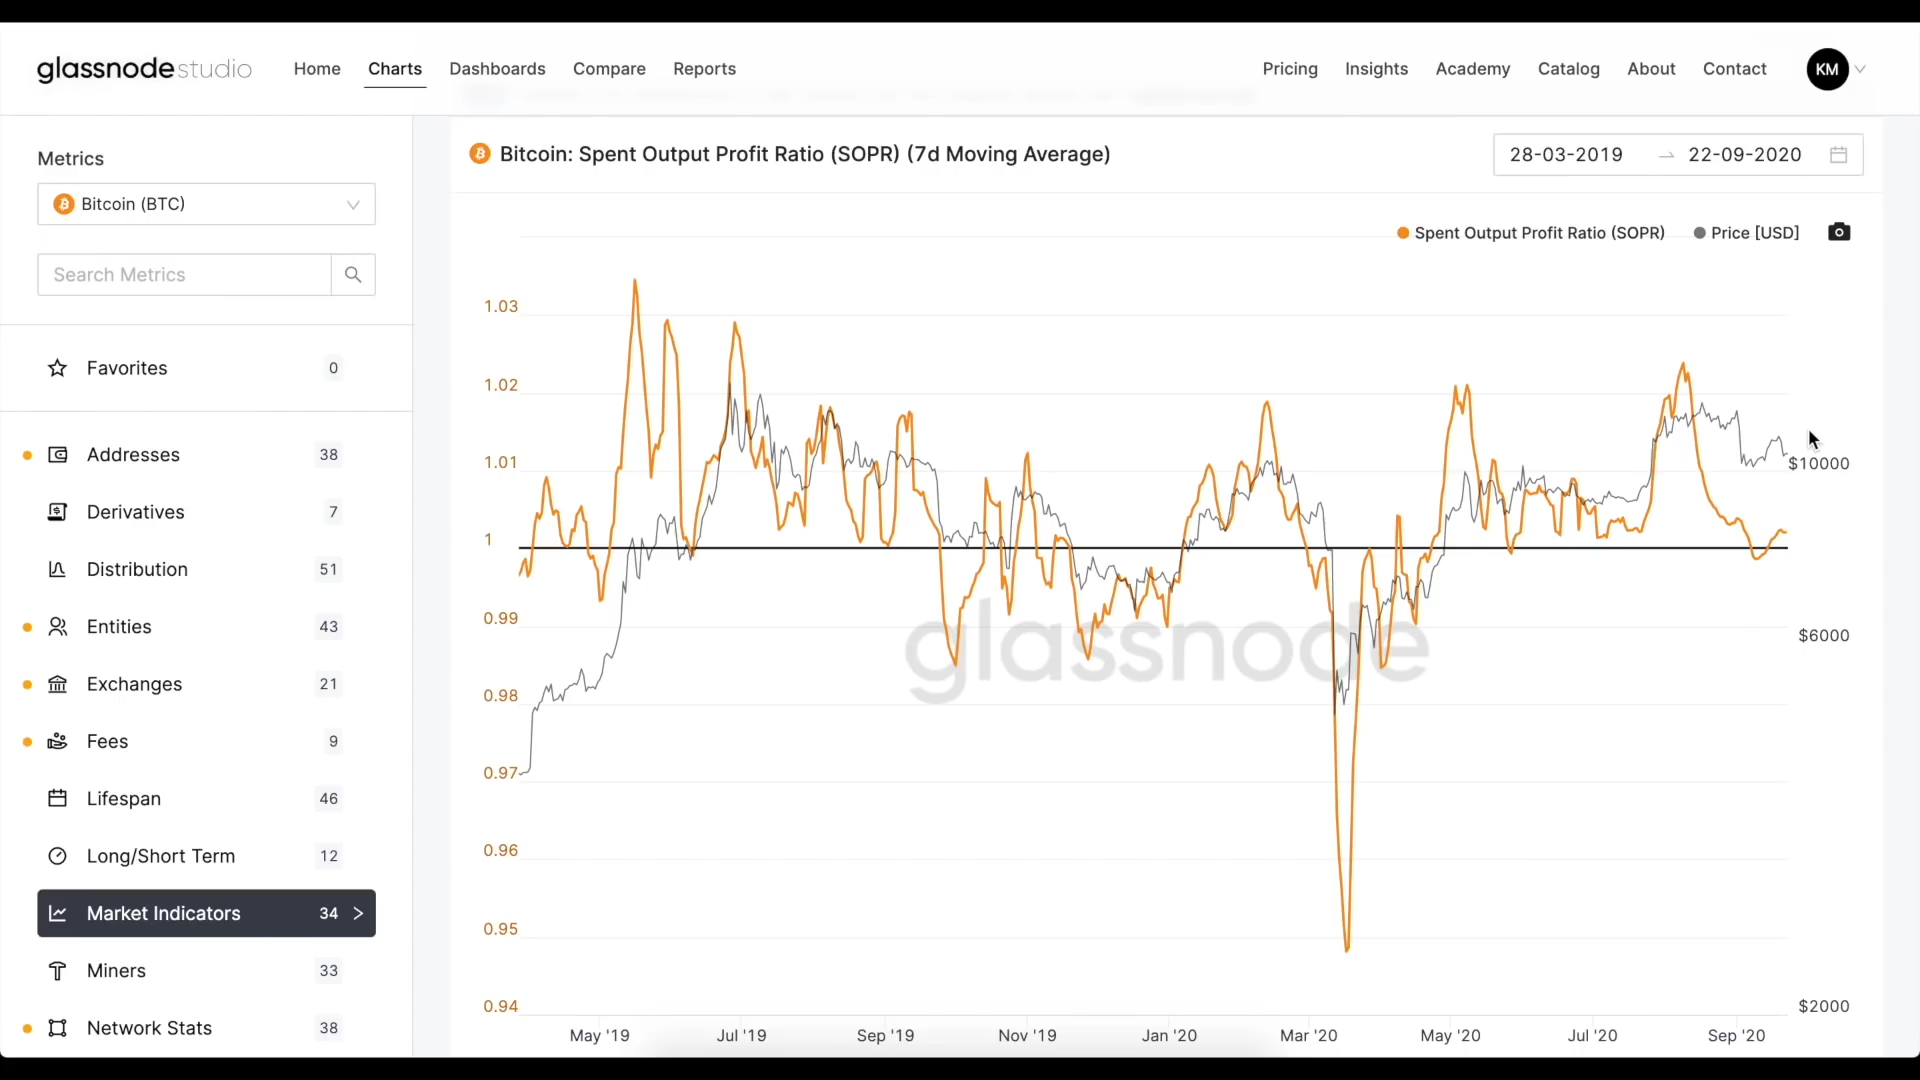 glassnodestudio
Home Charts Dashboards Compare Reports
Pricing Insights Academy Catalog About Contact KM
Metrics
Bitcoin (BTC)
Search Metrics
Favorites 0
Addresses 38
Derivatives 7
Distribution 51
Entities 43
Exchanges 21
Fees 9
Lifespan 46
Long/Short Term 12
Market Indicators 34
Miners 33
Network Stats 38
Bitcoin: Spent Output Profit Ratio (SOPR) (7d Moving Average)
28-03-2019 → 22-09-2020
Spent Output Profit Ratio (SOPR) Price [USD]
1.03
1.02
1.01
1
0.99
0.98
0.97
0.96
0.95
0.94
$10000
$6000
$2000
glassnode
May '19 Jul '19 Sep '19 Nov '19 Jan '20 Mar '20 May '20 Jul '20 Sep '20